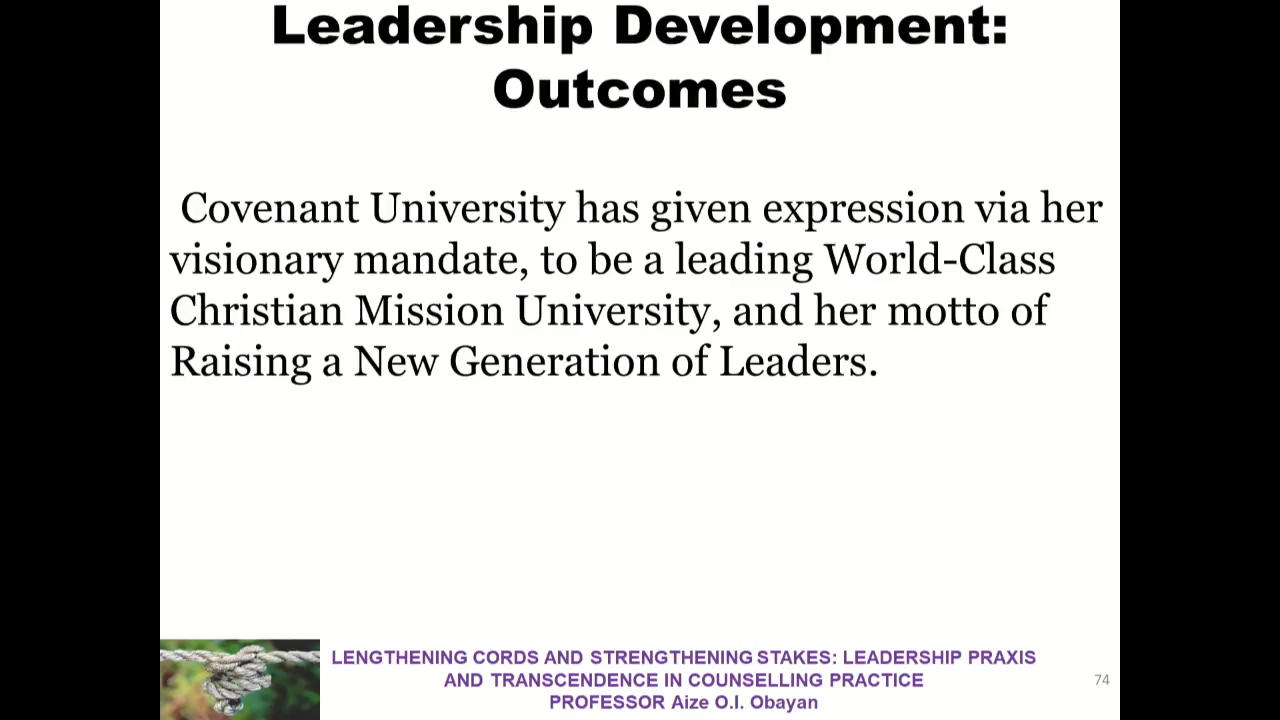 Leadership Development:
Outcomes
Covenant University has given expression via her
visionary mandate, to be a leading World-Class
Christian Mission University, and her motto of
Raising a New Generation of Leaders.
LENGTHENING CORDS AND STRENGTHENING STAKES: LEADERSHIP PRAXIS
AND TRANSCENDENCE IN COUNSELLING PRACTICE
PROFESSOR Aize O.I. Obayan
74